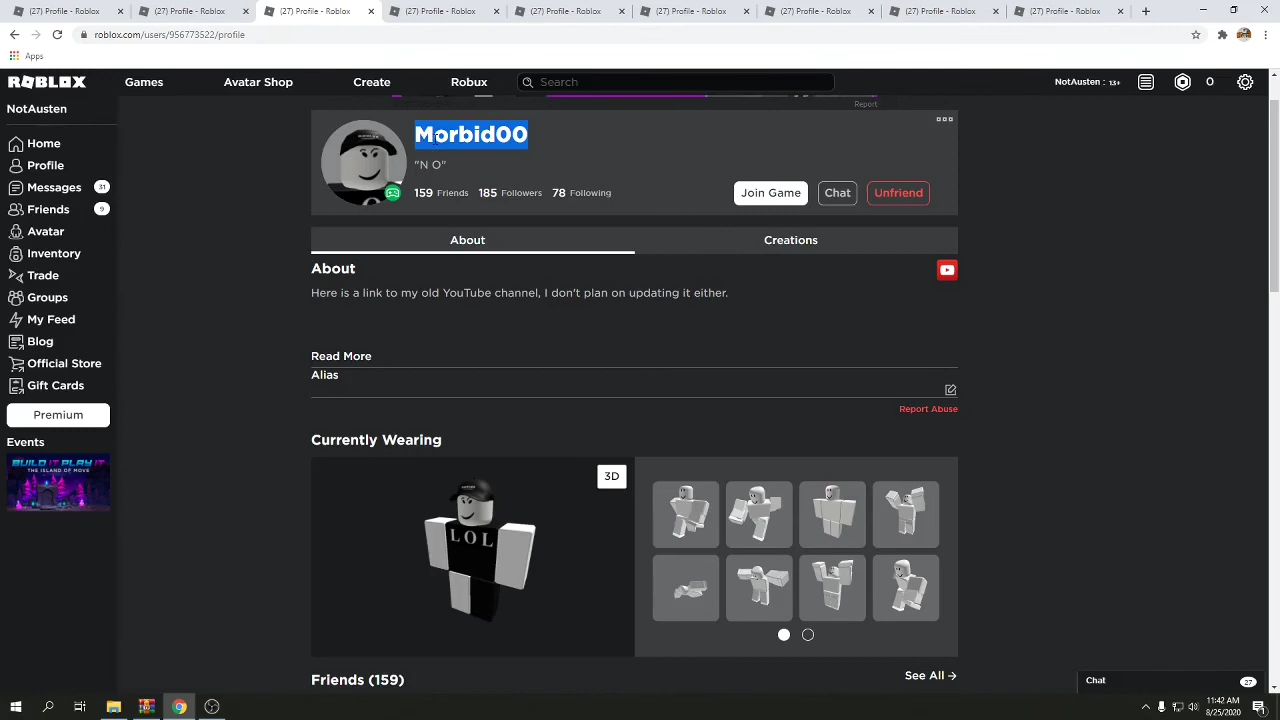 (27) Profile - Roblox
(27) Profile - Roblox
(27) Profile - Roblox
(27) Profile - Roblox
(27) Profile - Roblox
(27) Profile - Roblox
(27) Profile - Roblox
(27) Profile - Roblox
(27) Profile - Roblox
roblox.com/users/956773522/profile
Apps
ROBLOX Games Avatar Shop Create Robux Search NotAusten : 13+ 0
Report
NotAusten
Home
Profile
Messages 31
Friends 9
Avatar
Inventory
Trade
Groups
My Feed
Blog
Official Store
Gift Cards
Premium
Events
BUILD IT PLAY IT
THE ISLAND OF MOVE
Morbid00
"N O"
159 Friends 185 Followers 78 Following
Join Game Chat Unfriend
About Creations
About
Here is a link to my old YouTube channel, I don't plan on updating it either.
Read More
Alias
Report Abuse
Currently Wearing
3D
LOL
Friends (159) See All
Chat 27
11:42 AM
8/25/2020